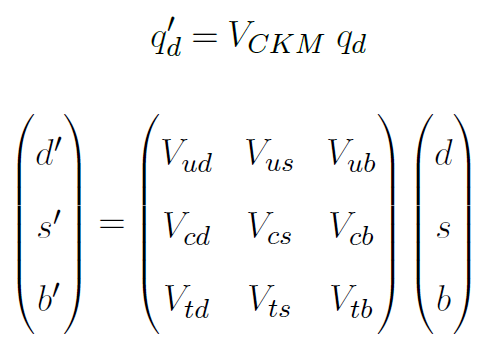 q′_d = V_CKM q_d
d′ V_ud V_us V_ub d
s′ = V_cd V_cs V_cb s
b′ V_td V_ts V_tb b